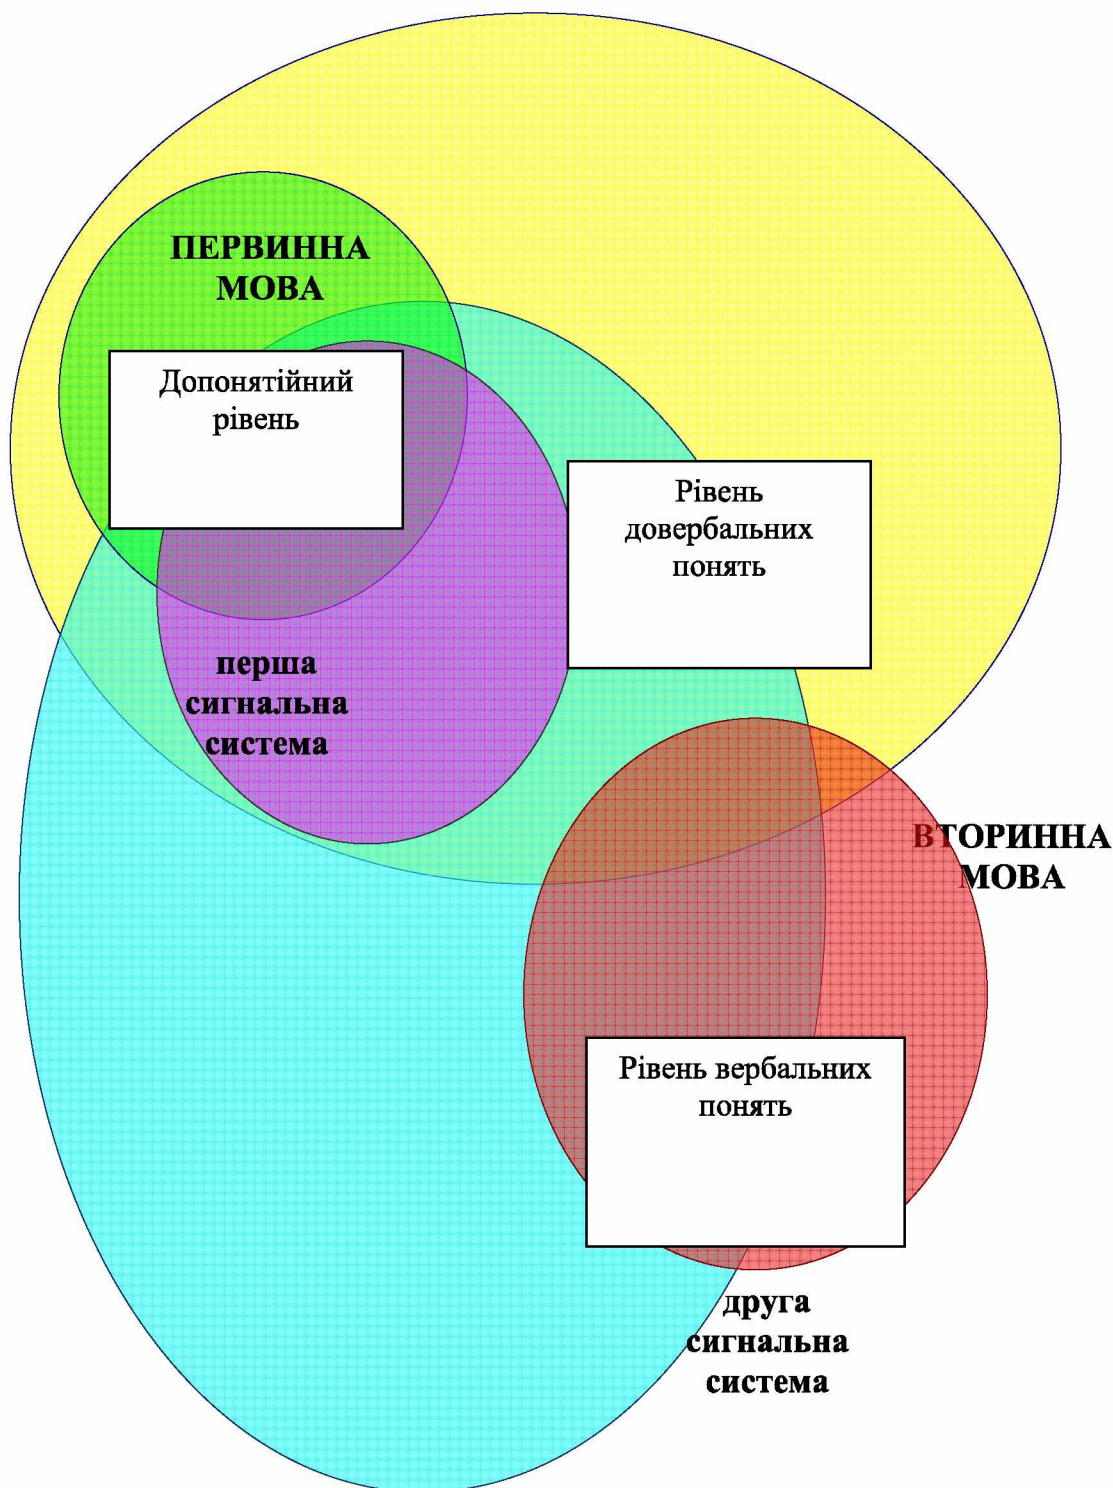 ПЕРВИННА
МОВА
Допонятійний
рівень
Рівень
довербальних
понять
перша
сигнальна
система
ВТОРИННА
МОВА
Рівень вербальних
понять
друга
сигнальна
система